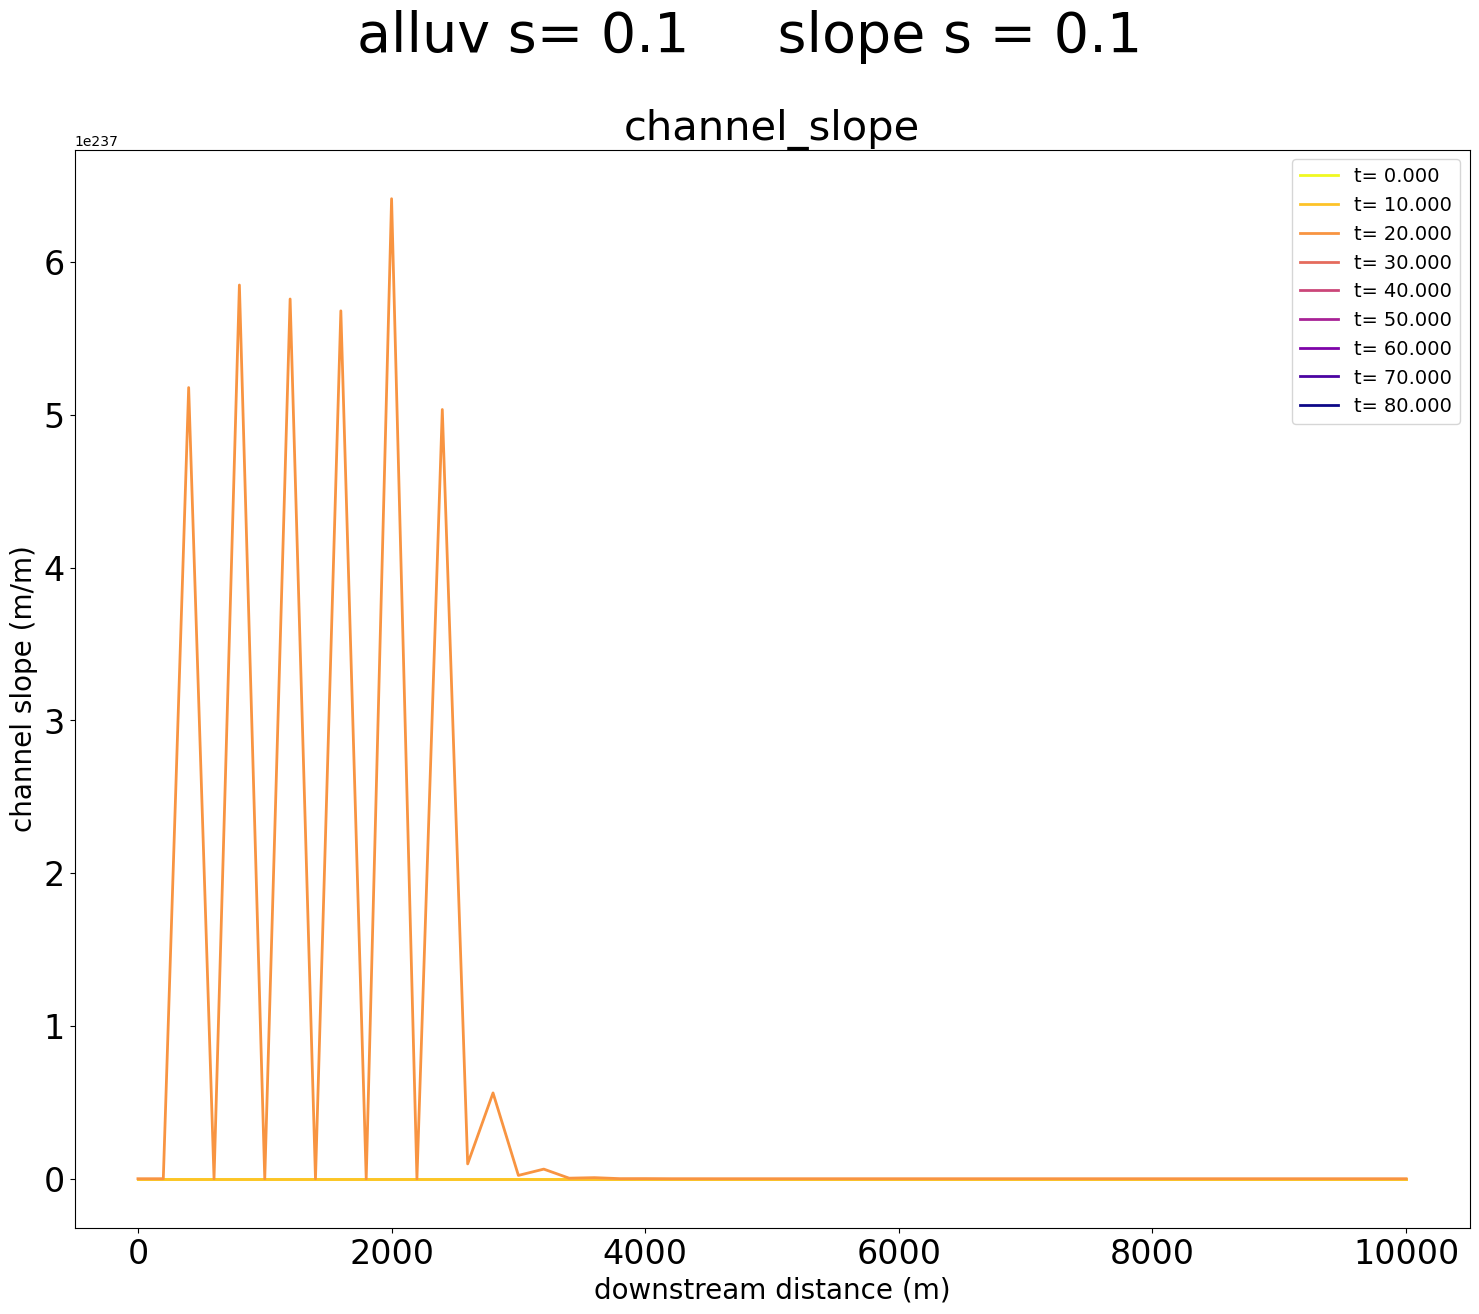 alluv s= 0.1     slope s = 0.1
channel_slope
1e237
t= 0.000
t= 10.000
t= 20.000
t= 30.000
t= 40.000
t= 50.000
t= 60.000
t= 70.000
t= 80.000
6
5
4
3
2
1
0
channel slope (m/m)
0 2000 4000 6000 8000 10000
downstream distance (m)